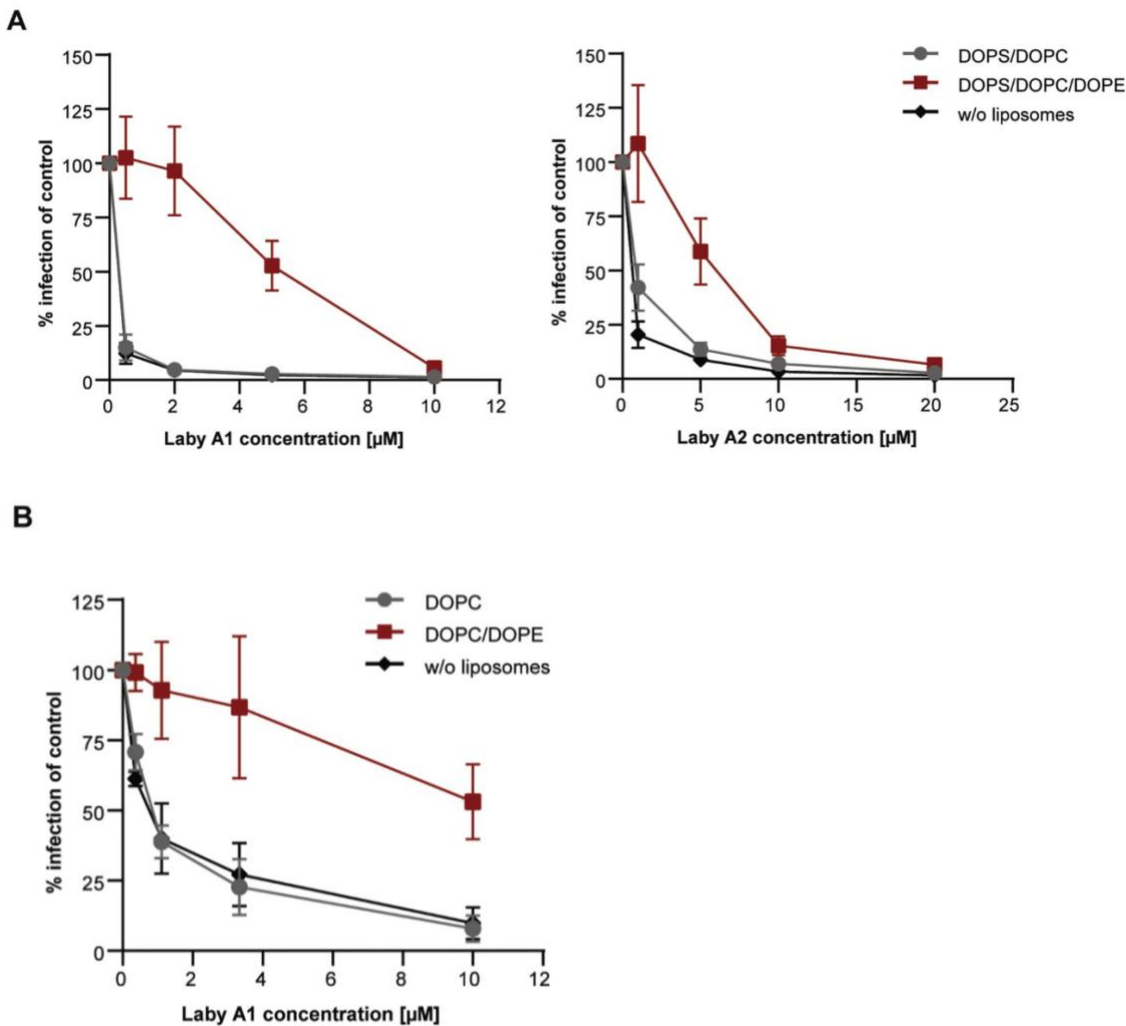 A
150
125
100
75
50
25
0
% infection of control
0 2 4 6 8 10 12
Laby A1 concentration [µM]
150
125
100
75
50
25
0
% infection of control
0 5 10 15 20 25
Laby A2 concentration [µM]
DOPS/DOPC
DOPS/DOPC/DOPE
w/o liposomes
B
125
100
75
50
25
0
% infection of control
0 2 4 6 8 10 12
Laby A1 concentration [µM]
DOPC
DOPC/DOPE
w/o liposomes